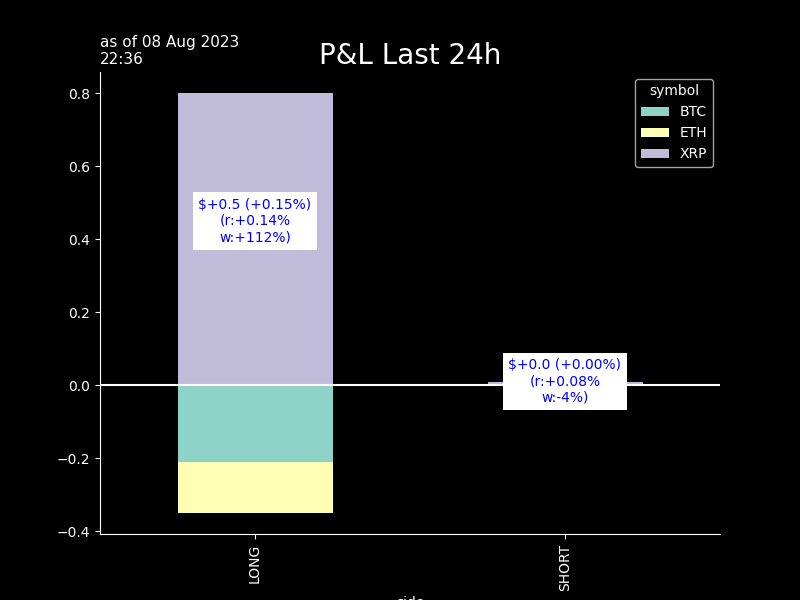 as of 08 Aug 2023
22:36
P&L Last 24h
symbol
BTC
ETH
XRP
0.8
0.6
0.4
0.2
0.0
−0.2
−0.4
$+0.5 (+0.15%)
(r:+0.14%
w:+112%)
$+0.0 (+0.00%)
(r:+0.08%
w:-4%)
LONG
SHORT
side